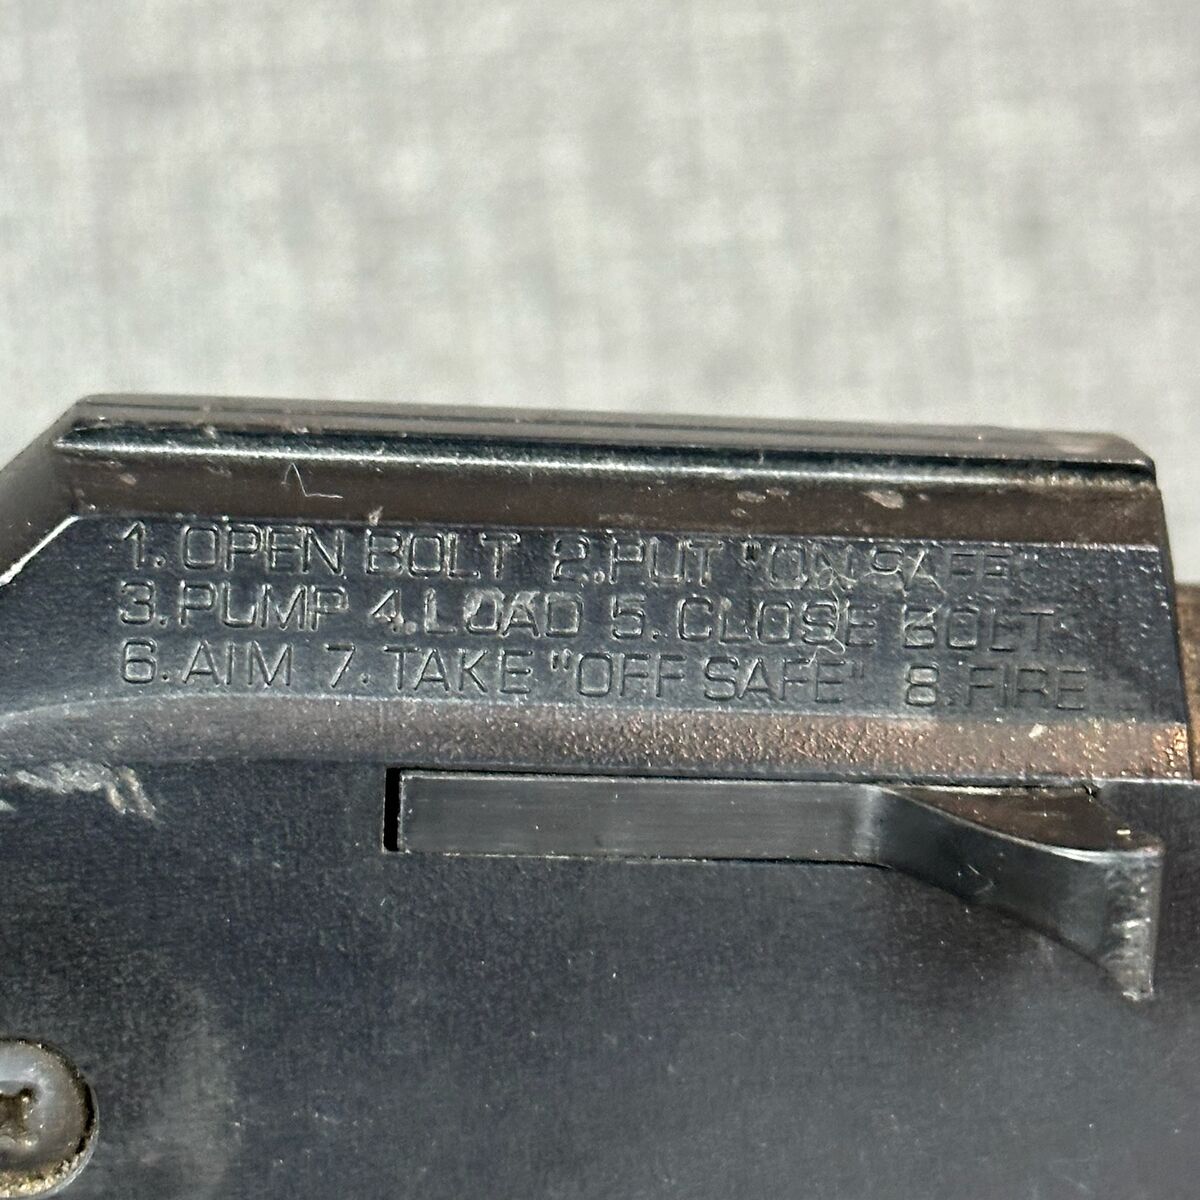 1. OPEN BOLT 2. PUT "ON SAFE"
3. PUMP 4. LOAD 5. CLOSE BOLT
6. AIM 7. TAKE "OFF SAFE" 8. FIRE